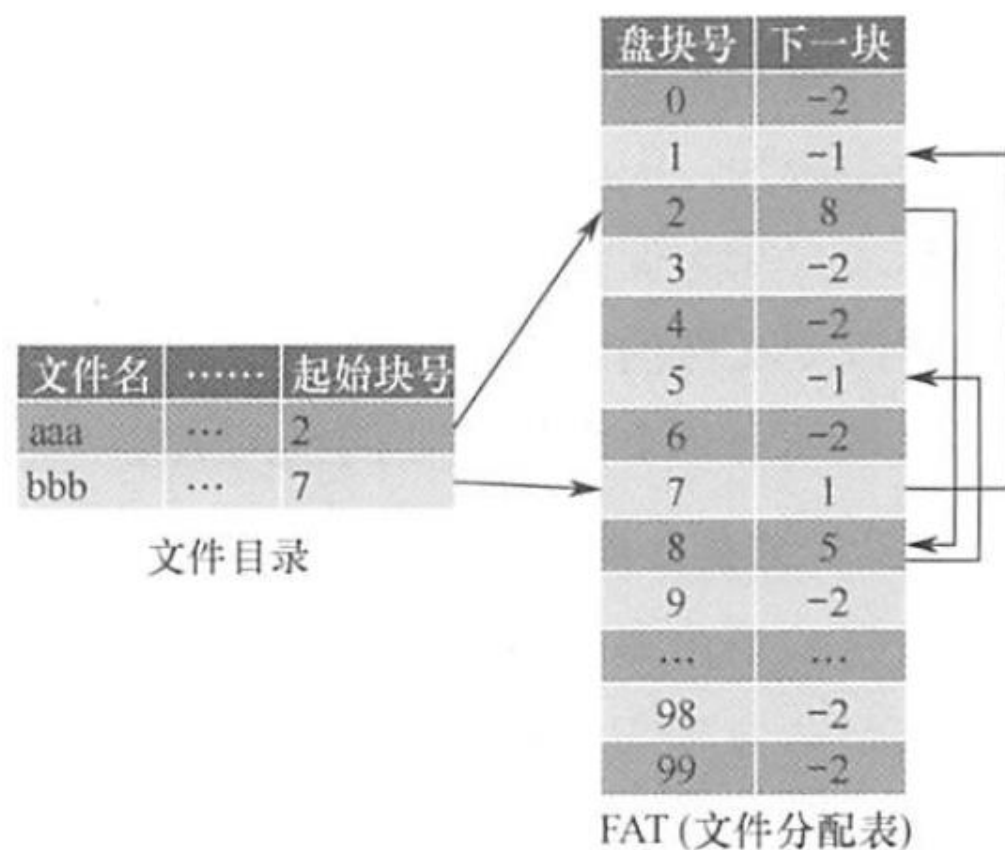 盘块号 下一块
0 -2
1 -1
2 8
3 -2
4 -2
5 -1
6 -2
7 1
8 5
9 -2
… …
98 -2
99 -2
FAT (文件分配表)
文件名 …… 起始块号
aaa … 2
bbb … 7
文件目录